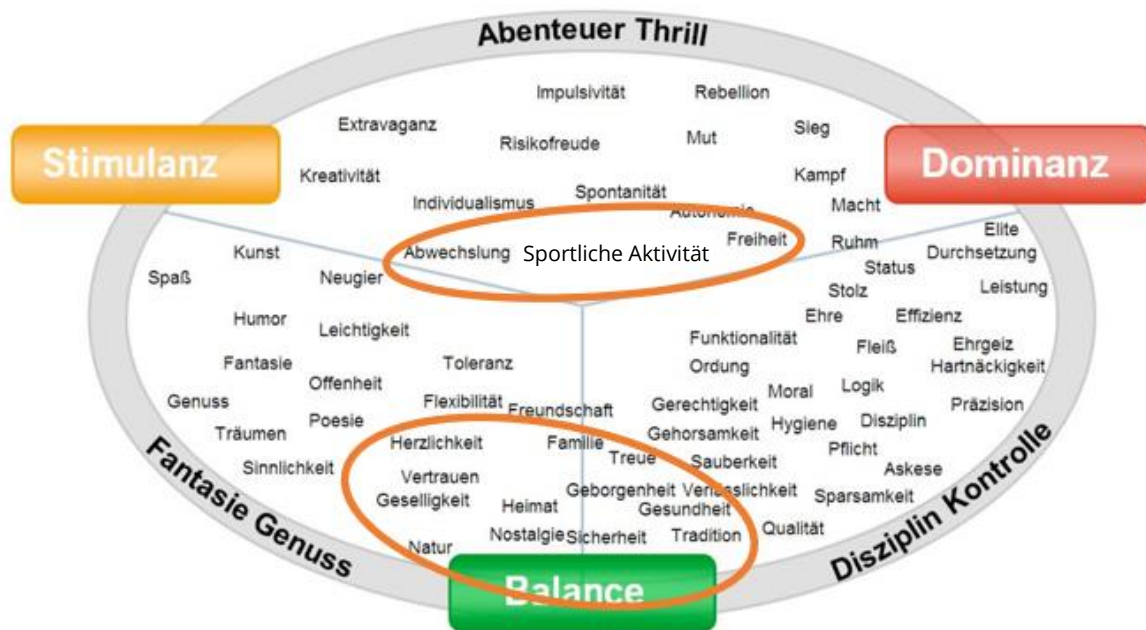 Abenteuer Thrill
Impulsivität Rebellion
Extravaganz
Risikofreude Mut Sieg
Stimulanz
Dominanz
Kreativität
Spontanität Kampf
Individualismus Autonomie Macht
Abwechslung Sportliche Aktivität Freiheit Ruhm Elite
Kunst
Durchsetzung
Spaß Neugier Status
Stolz Leistung
Humor Leichtigkeit Ehre Effizienz
Funktionalität Fleiß Ehrgeiz
Fantasie Toleranz Ordung Hartnäckigkeit
Offenheit Moral Logik
Genuss Flexibilität Freundschaft Gerechtigkeit Präzision
Poesie Hygiene Disziplin
Träumen Herzlichkeit Familie Gehorsamkeit
Treue Pflicht
Sinnlichkeit Sauberkeit Askese
Vertrauen
Geselligkeit Geborgenheit Verlässlichkeit Sparsamkeit
Heimat Gesundheit
Nostalgie Sicherheit Tradition Qualität
Natur
Fantasie Genuss
Disziplin Kontrolle
Balance